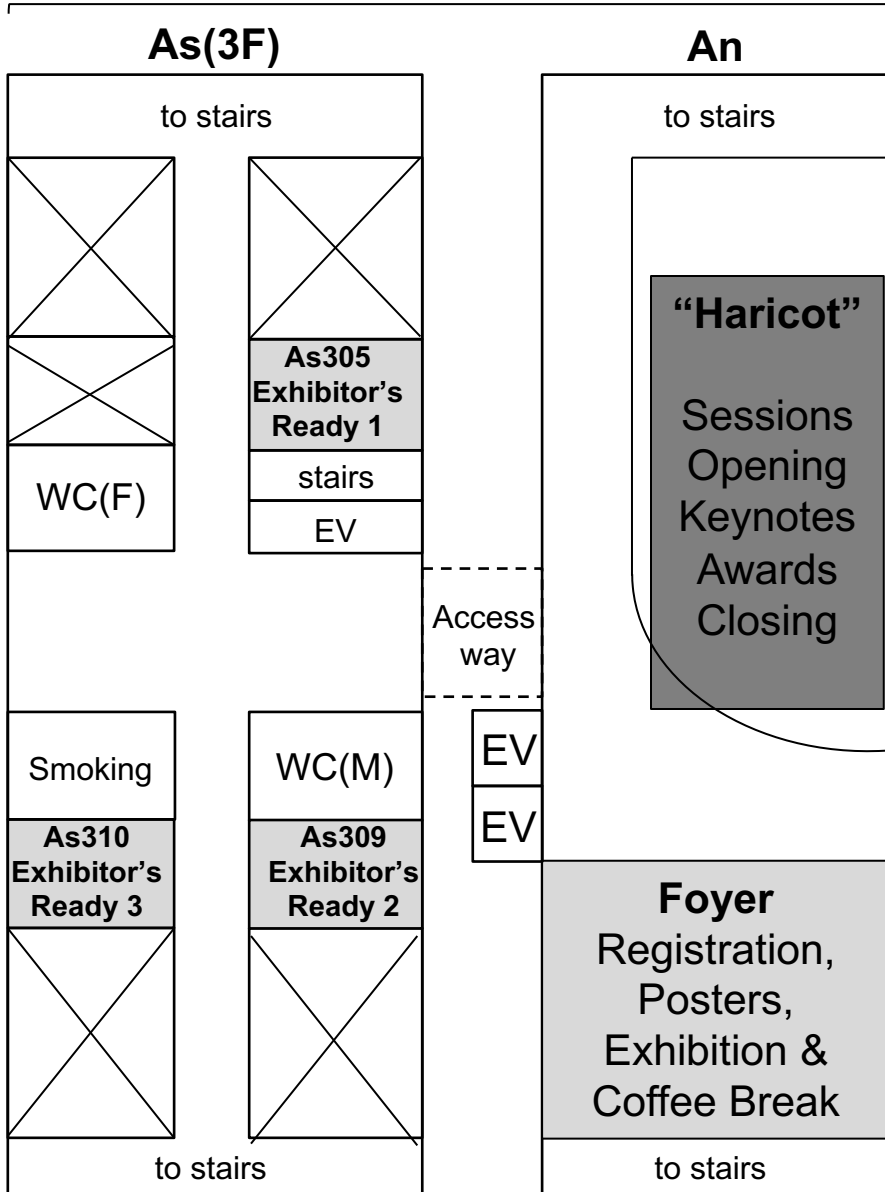 As(3F)
to stairs
As305
Exhibitor’s
Ready 1
stairs
WC(F)
EV
Smoking
WC(M)
As310
Exhibitor’s
Ready 3
As309
Exhibitor’s
Ready 2
to stairs
Access
way
EV
EV
An
to stairs
“Haricot”
Sessions
Opening
Keynotes
Awards
Closing
Foyer
Registration,
Posters,
Exhibition &
Coffee Break
to stairs